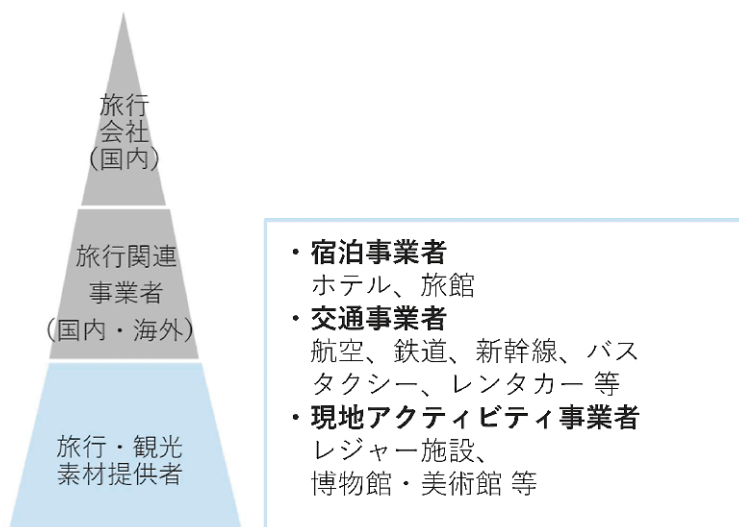 旅行
会社
（国内）
旅行関連
事業者
（国内・海外）
旅行・観光
素材提供者
・宿泊事業者
ホテル、旅館
・交通事業者
航空、鉄道、新幹線、バス
タクシー、レンタカー 等
・現地アクティビティ事業者
レジャー施設、
博物館・美術館 等